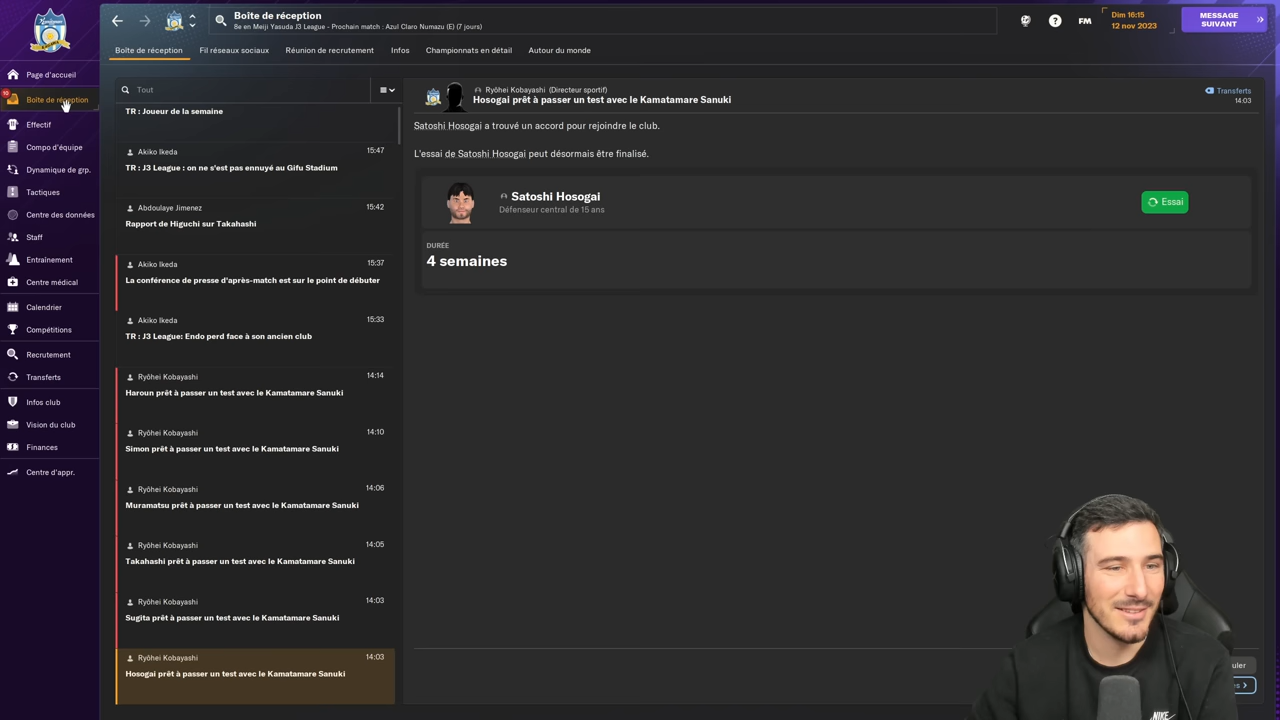 Boîte de réception
8e en Meiji Yasuda J3 League - Prochain match : Azul Claro Numazu (E) (7 jours)
FM
Dim 16:15
12 nov 2023
MESSAGE
SUIVANT
Boîte de réception
Fil réseaux sociaux
Réunion de recrutement
Infos
Championnats en détail
Autour du monde
Page d'accueil
10
Boîte de réception
Effectif
Compo d'équipe
Dynamique de grp.
Tactiques
Centre des données
Staff
Entraînement
Centre médical
Calendrier
Compétitions
Recrutement
Transferts
Infos club
Vision du club
Finances
Centre d'appr.
Tout
TR : Joueur de la semaine
Akiko Ikeda 15:47
TR : J3 League : on ne s'est pas ennuyé au Gifu Stadium
Abdoulaye Jimenez 15:42
Rapport de Higuchi sur Takahashi
Akiko Ikeda 15:37
La conférence de presse d'après-match est sur le point de débuter
Akiko Ikeda 15:33
TR : J3 League: Endo perd face à son ancien club
Ryôhei Kobayashi 14:14
Haroun prêt à passer un test avec le Kamatamare Sanuki
Ryôhei Kobayashi 14:10
Simon prêt à passer un test avec le Kamatamare Sanuki
Ryôhei Kobayashi 14:06
Muramatsu prêt à passer un test avec le Kamatamare Sanuki
Ryôhei Kobayashi 14:05
Takahashi prêt à passer un test avec le Kamatamare Sanuki
Ryôhei Kobayashi 14:03
Sugita prêt à passer un test avec le Kamatamare Sanuki
Ryôhei Kobayashi 14:03
Hosogai prêt à passer un test avec le Kamatamare Sanuki
Ryôhei Kobayashi (Directeur sportif)
Hosogai prêt à passer un test avec le Kamatamare Sanuki
Transferts
14:03
Satoshi Hosogai a trouvé un accord pour rejoindre le club.
L'essai de Satoshi Hosogai peut désormais être finalisé.
Satoshi Hosogai
Défenseur central de 15 ans
Essai
DURÉE
4 semaines
uler
NIKE